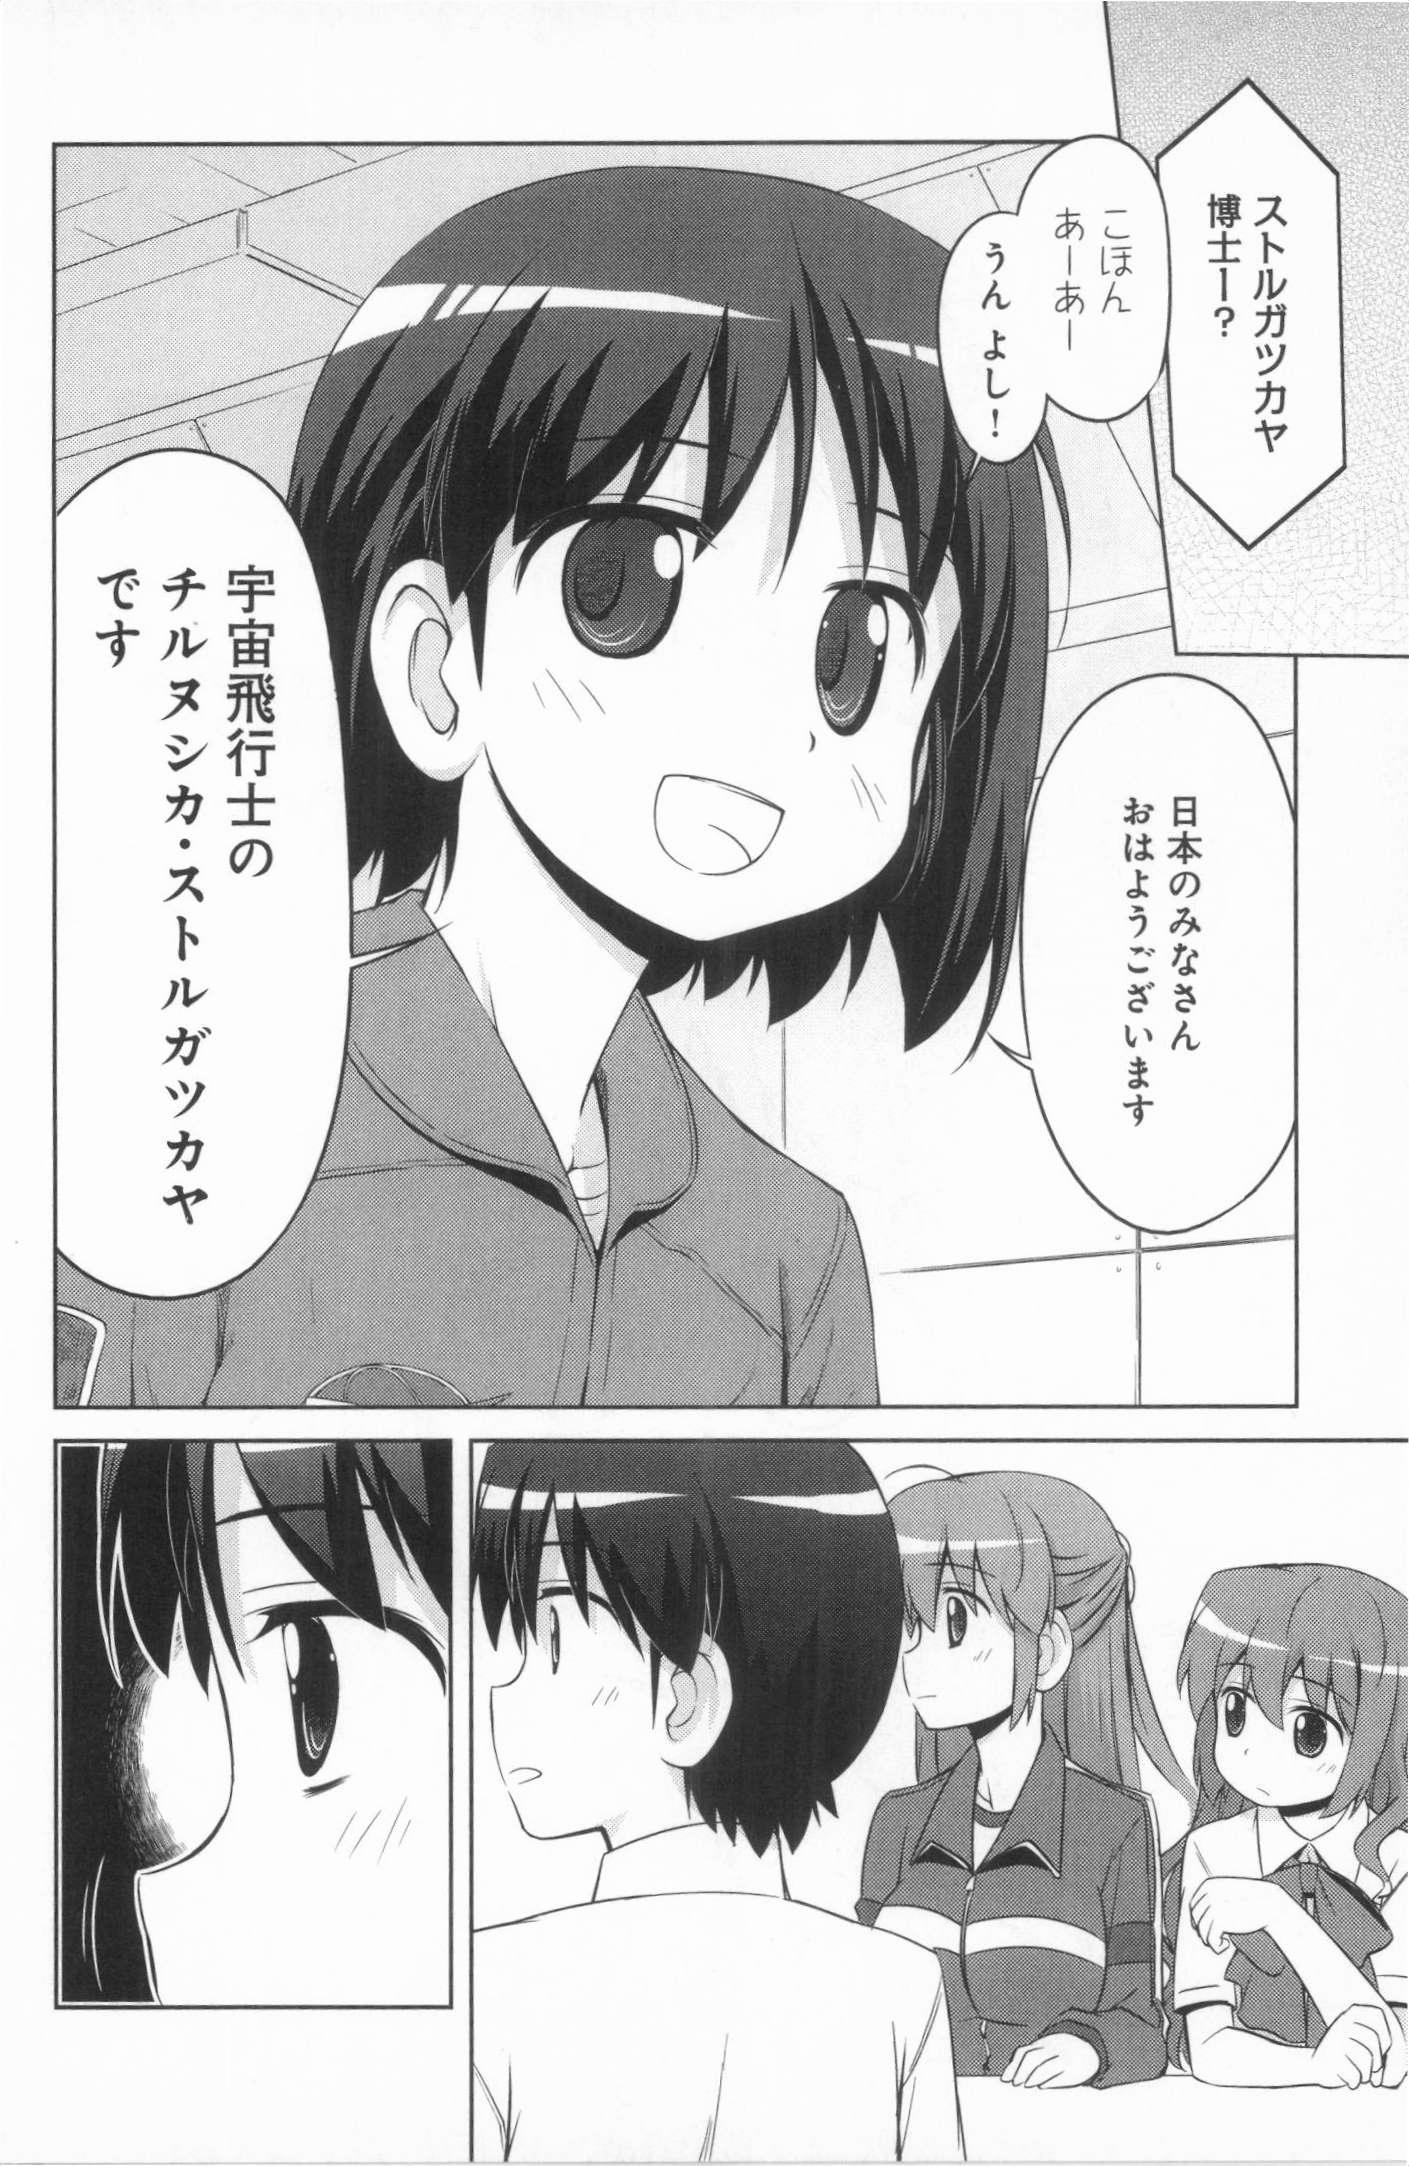 ストルガツカヤ
博士ー?
こほん
あーあー
うん よし!
日本のみなさん
おはようございます
宇宙飛行士の
チルヌシカ・ストルガツカヤ
です